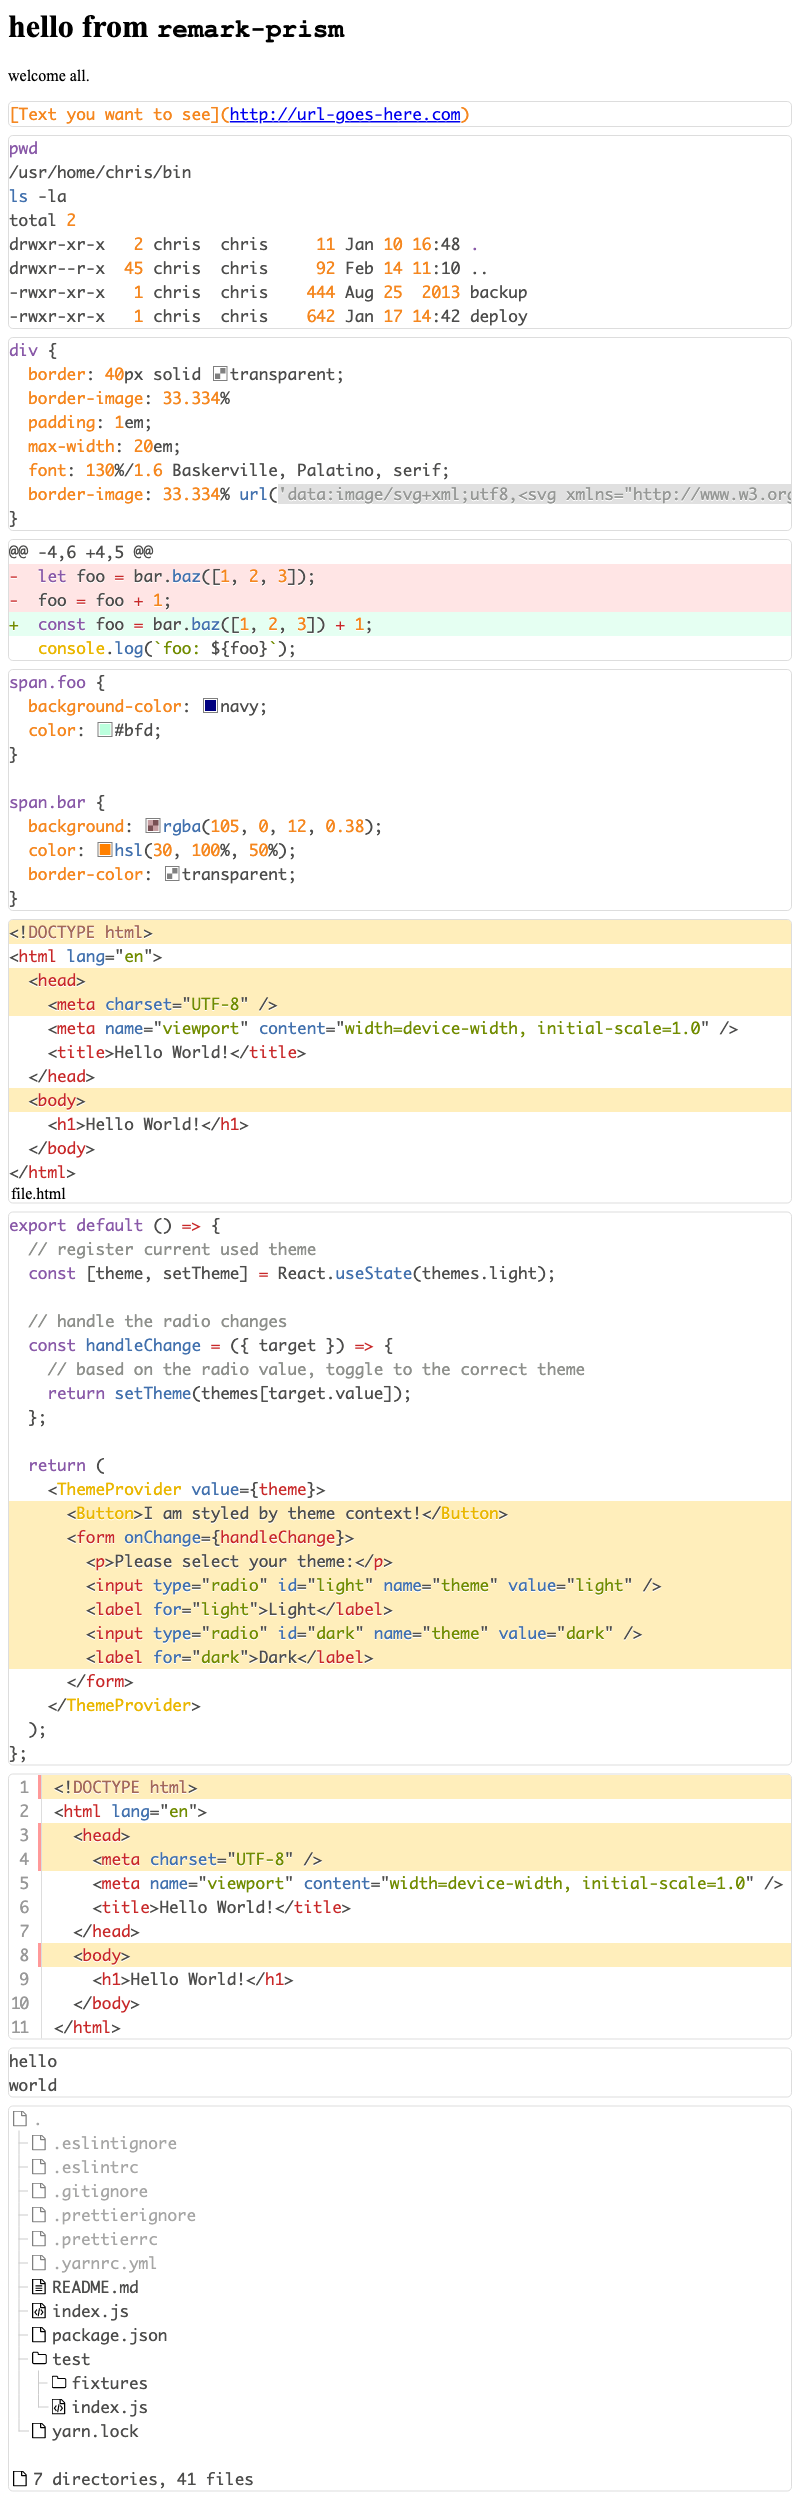 hello from remark-prism
welcome all.
[Text you want to see](http://url-goes-here.com)
pwd
/usr/home/chris/bin
ls -la
total 2
drwxr-xr-x   2 chris  chris     11 Jan 10 16:48 .
drwxr--r-x  45 chris  chris     92 Feb 14 11:10 ..
-rwxr-xr-x   1 chris  chris    444 Aug 25  2013 backup
-rwxr-xr-x   1 chris  chris    642 Jan 17 14:42 deploy
div {
  border: 40px solid transparent;
  border-image: 33.334%
  padding: 1em;
  max-width: 20em;
  font: 130%/1.6 Baskerville, Palatino, serif;
  border-image: 33.334% url('data:image/svg+xml;utf8,<svg xmlns="http://www.w3.org
}
@@ -4,6 +4,5 @@
-  let foo = bar.baz([1, 2, 3]);
-  foo = foo + 1;
+  const foo = bar.baz([1, 2, 3]) + 1;
   console.log(`foo: ${foo}`);
span.foo {
  background-color: navy;
  color: #bfd;
}
span.bar {
  background: rgba(105, 0, 12, 0.38);
  color: hsl(30, 100%, 50%);
  border-color: transparent;
}
<!DOCTYPE html>
<html lang="en">
  <head>
    <meta charset="UTF-8" />
    <meta name="viewport" content="width=device-width, initial-scale=1.0" />
    <title>Hello World!</title>
  </head>
  <body>
    <h1>Hello World!</h1>
  </body>
</html>
file.html
export default () => {
  // register current used theme
  const [theme, setTheme] = React.useState(themes.light);
  // handle the radio changes
  const handleChange = ({ target }) => {
    // based on the radio value, toggle to the correct theme
    return setTheme(themes[target.value]);
  };
  return (
    <ThemeProvider value={theme}>
      <Button>I am styled by theme context!</Button>
      <form onChange={handleChange}>
        <p>Please select your theme:</p>
        <input type="radio" id="light" name="theme" value="light" />
        <label for="light">Light</label>
        <input type="radio" id="dark" name="theme" value="dark" />
        <label for="dark">Dark</label>
      </form>
    </ThemeProvider>
  );
};
1 <!DOCTYPE html>
2 <html lang="en">
3   <head>
4     <meta charset="UTF-8" />
5     <meta name="viewport" content="width=device-width, initial-scale=1.0" />
6     <title>Hello World!</title>
7   </head>
8   <body>
9     <h1>Hello World!</h1>
10   </body>
11 </html>
hello
world
.
.eslintignore
.eslintrc
.gitignore
.prettierignore
.prettierrc
.yarnrc.yml
README.md
index.js
package.json
test
fixtures
index.js
yarn.lock
7 directories, 41 files